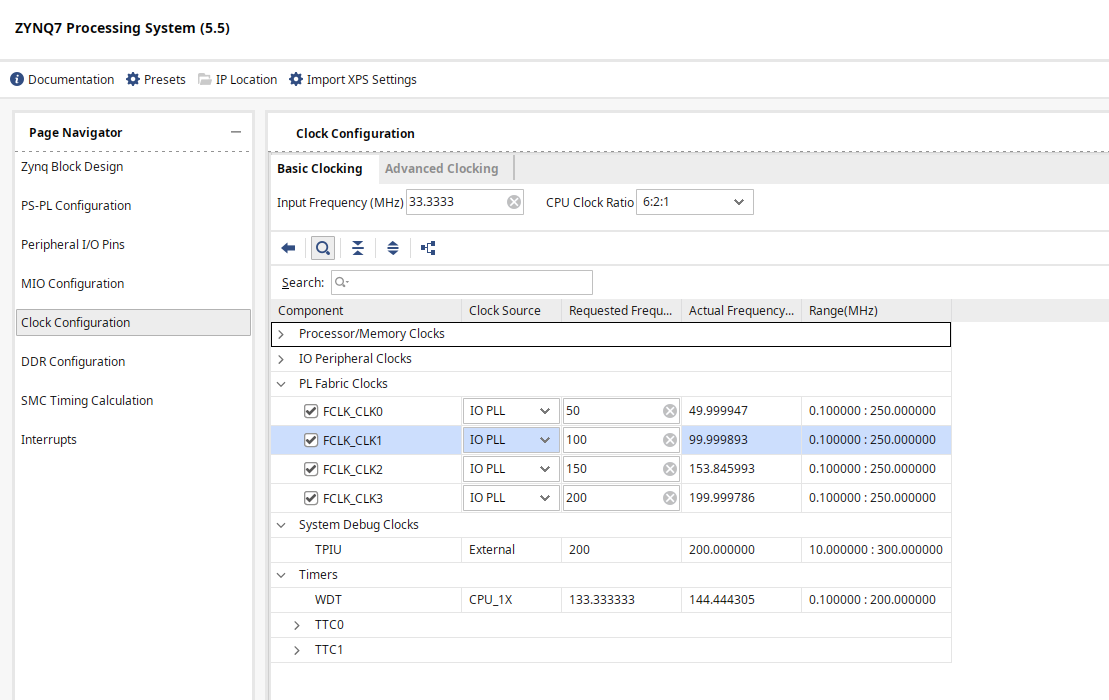 ZYNQ7 Processing System (5.5)
Documentation Presets IP Location Import XPS Settings
Page Navigator
Zynq Block Design
PS-PL Configuration
Peripheral I/O Pins
MIO Configuration
Clock Configuration
DDR Configuration
SMC Timing Calculation
Interrupts
Clock Configuration
Basic Clocking Advanced Clocking
Input Frequency (MHz) 33.3333 CPU Clock Ratio 6:2:1
Search:
Component Clock Source Requested Frequ... Actual Frequency... Range(MHz)
Processor/Memory Clocks
IO Peripheral Clocks
PL Fabric Clocks
FCLK_CLK0 IO PLL 50 49.999947 0.100000 : 250.000000
FCLK_CLK1 IO PLL 100 99.999893 0.100000 : 250.000000
FCLK_CLK2 IO PLL 150 153.845993 0.100000 : 250.000000
FCLK_CLK3 IO PLL 200 199.999786 0.100000 : 250.000000
System Debug Clocks
TPIU External 200 200.000000 10.000000 : 300.000000
Timers
WDT CPU_1X 133.333333 144.444305 0.100000 : 200.000000
TTC0
TTC1